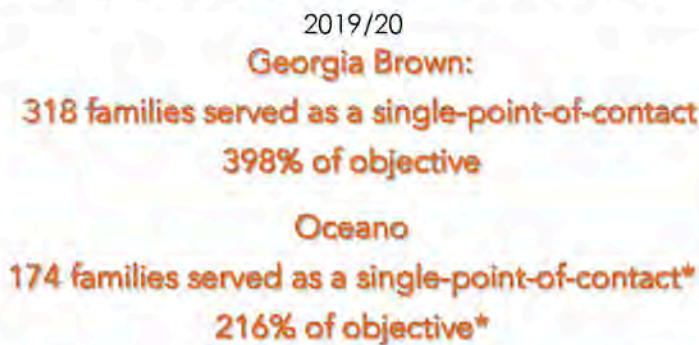 2019/20
Georgia Brown:
318 families served as a single-point-of-contact
398% of objective
Oceano
174 families served as a single-point-of-contact*
216% of objective*